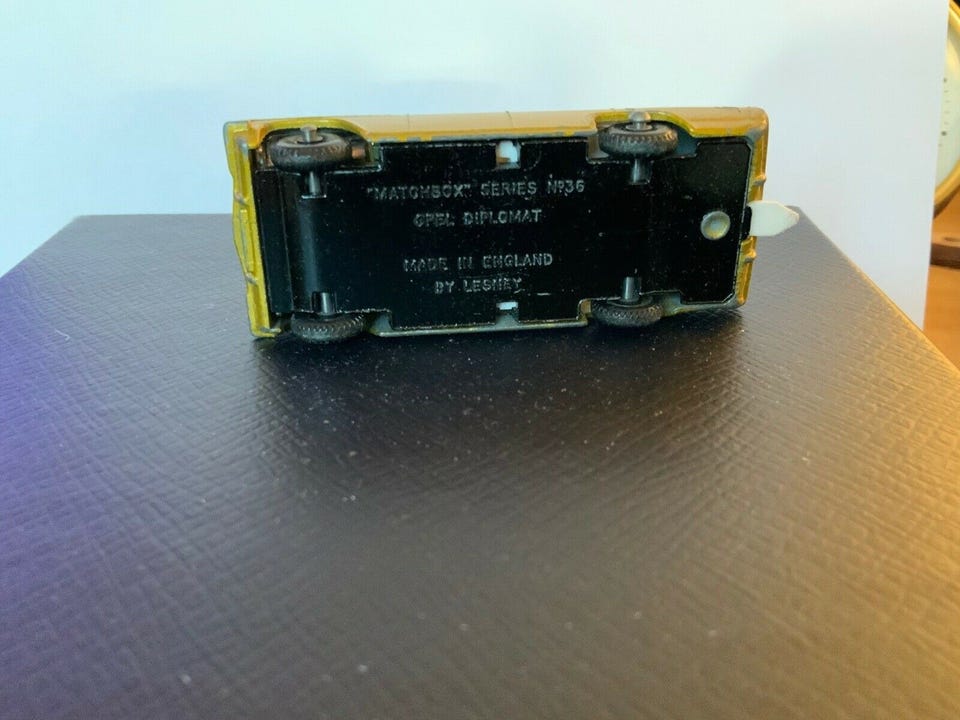 "MATCHBOX" SERIES Nº36
OPEL DIPLOMAT
MADE IN ENGLAND
BY LESNEY